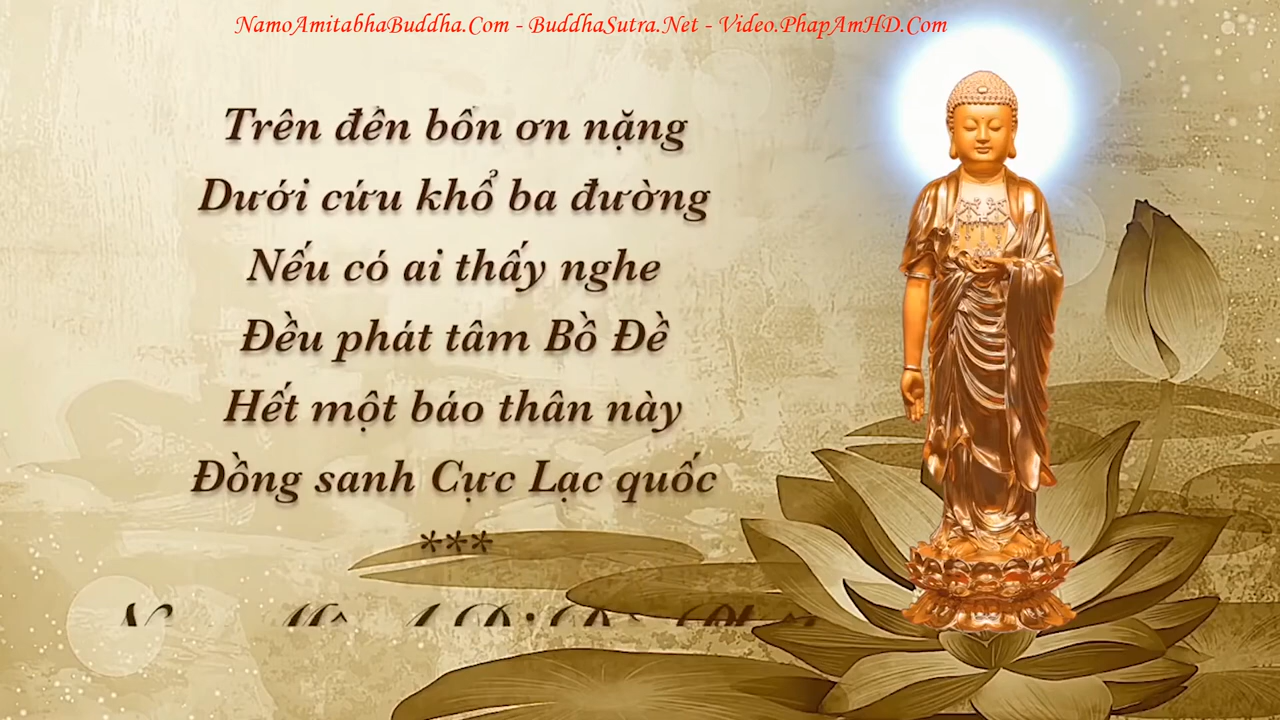 NamoAmitabhaBuddha.Com - BuddhaSutra.Net - Video.PhapAmHD.Com
Trên đền bốn ơn nặng
Dưới cứu khổ ba đường
Nếu có ai thấy nghe
Đều phát tâm Bồ Đề
Hết một báo thân này
Đồng sanh Cực Lạc quốc
***